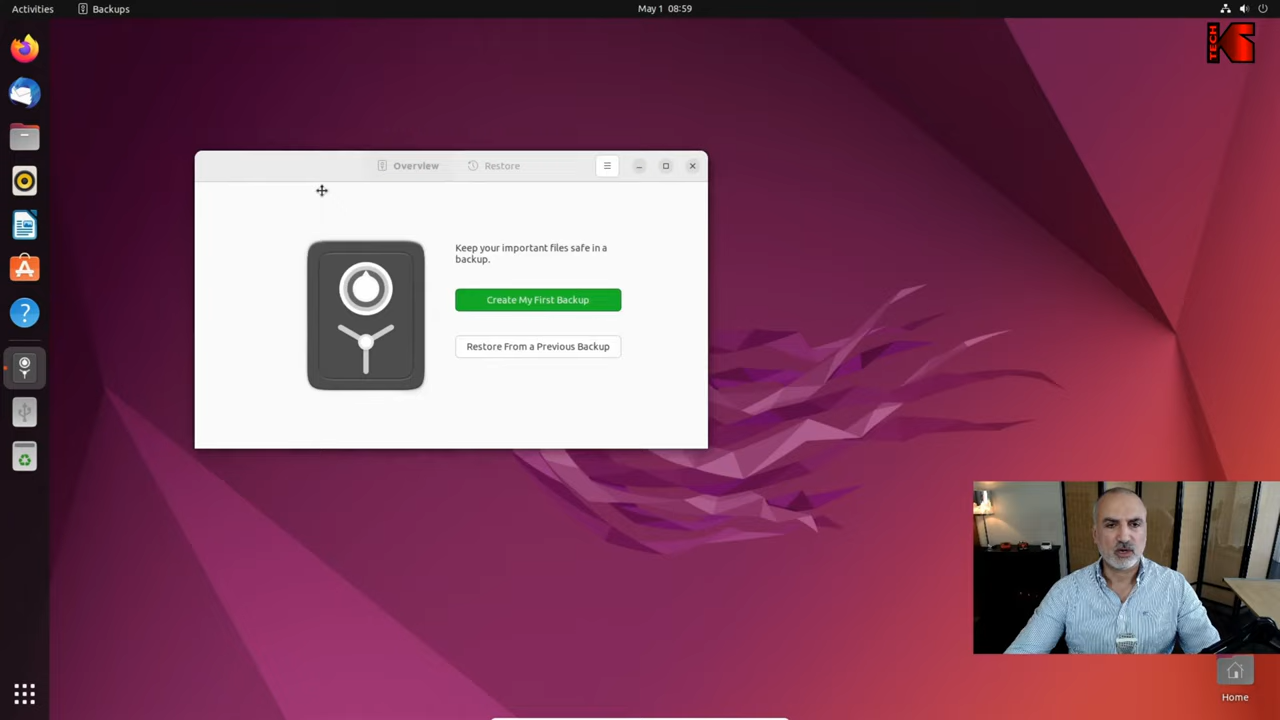 Activities
Backups
May 1 08:59
TECH
K
Overview
Restore
Keep your important files safe in a
backup.
Create My First Backup
Restore From a Previous Backup
Home